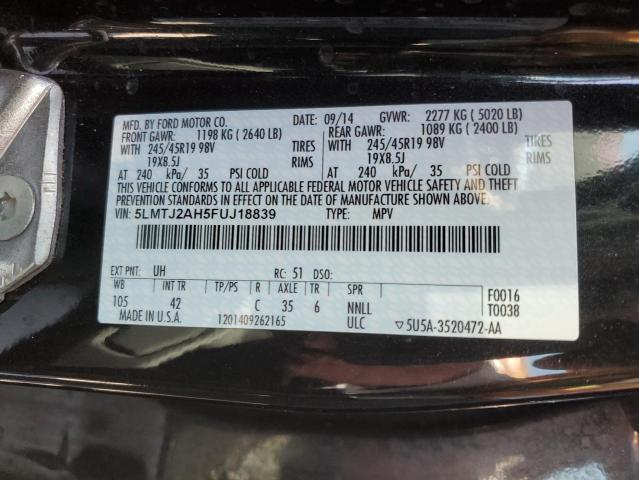 MFD. BY FORD MOTOR CO. DATE: 09/14 GVWR: 2277 KG (5020 LB)
FRONT GAWR: 1198 KG (2640 LB) REAR GAWR: 1089 KG (2400 LB)
WITH 245/45R19 98V TIRES WITH 245/45R19 98V TIRES
19X8.5J RIMS 19X8.5J RIMS
AT 240 kPa/ 35 PSI COLD AT 240 kPa/ 35 PSI COLD
THIS VEHICLE CONFORMS TO ALL APPLICABLE FEDERAL MOTOR VEHICLE SAFETY AND THEFT
PREVENTION STANDARDS IN EFFECT ON THE DATE OF MANUFACTURE SHOWN ABOVE.
VIN: 5LMTJ2AH5FUJ18839 TYPE: MPV
EXT PNT: UH RC: 51 DSO:
WB INT TR TP/PS R AXLE TR SPR F0016
105 42 C 35 6 NNLL T0038
MADE IN U.S.A. 1201409262165 ULC ▽5U5A-3520472-AA